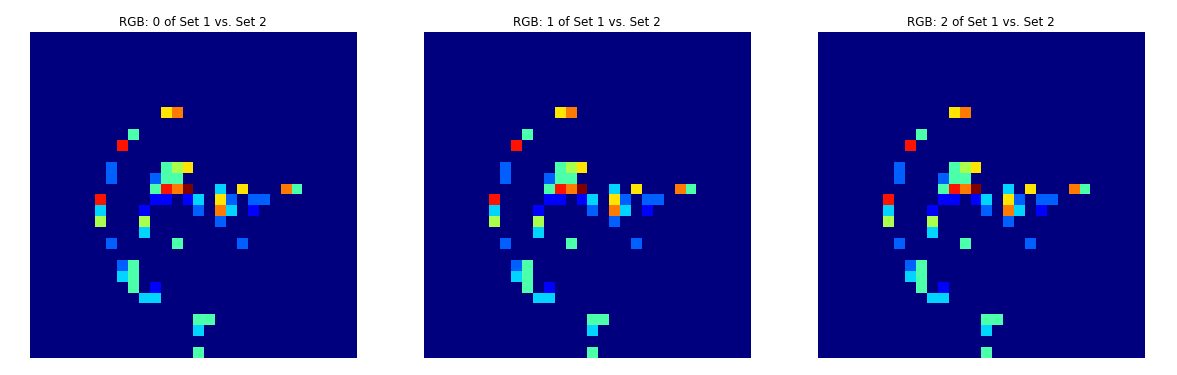 RGB: 0 of Set 1 vs. Set 2
RGB: 1 of Set 1 vs. Set 2
RGB: 2 of Set 1 vs. Set 2